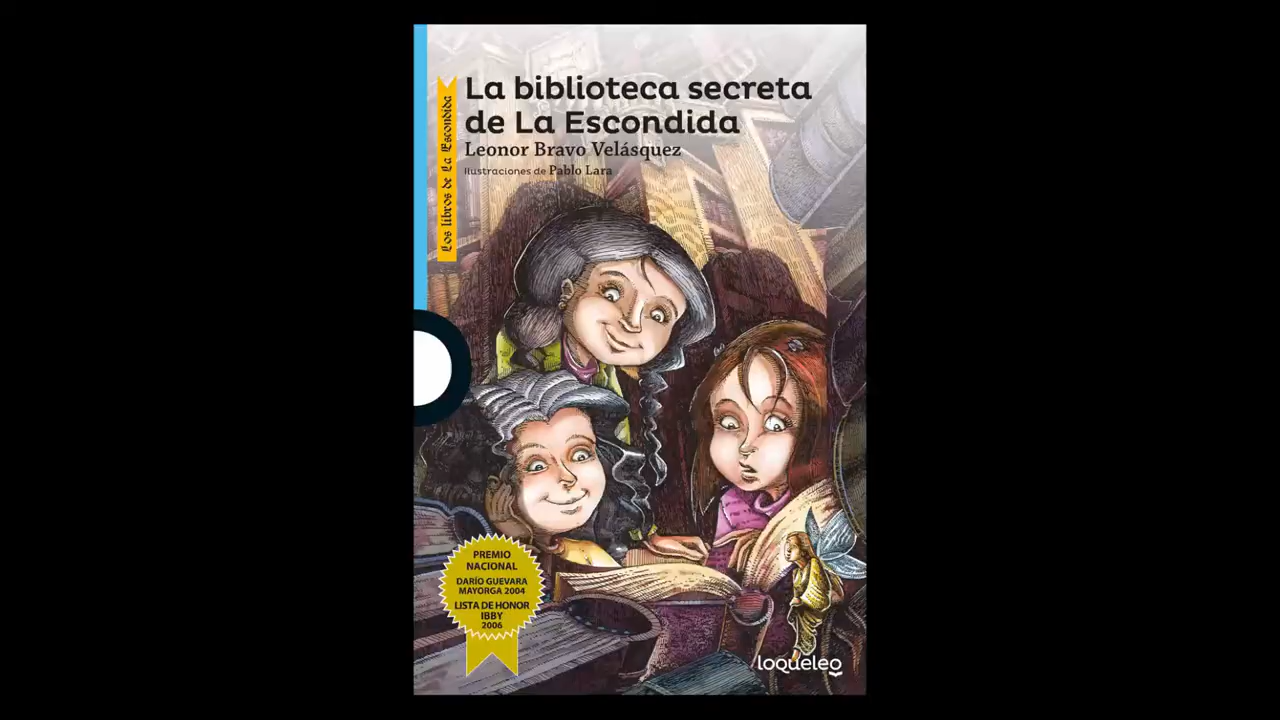 La biblioteca secreta
de La Escondida
Leonor Bravo Velásquez
Ilustraciones de Pablo Lara
Los libros de La Escondida
PREMIO
NACIONAL
DARÍO GUEVARA
MAYORGA 2004
LISTA DE HONOR
IBBY
2006
loqueleo